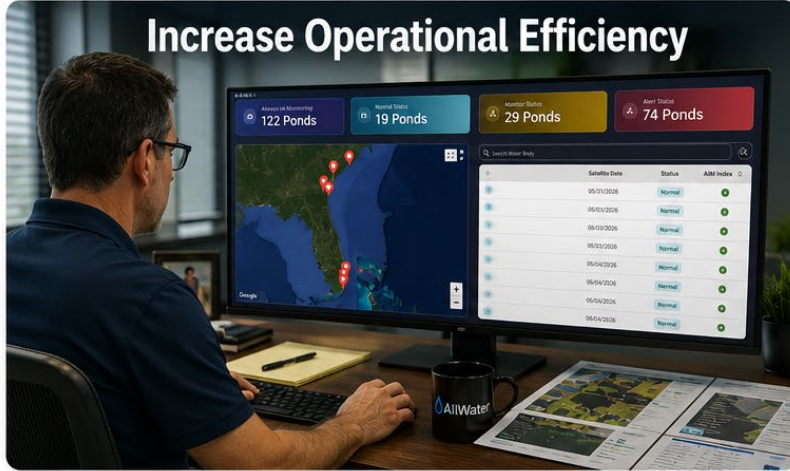 Increase Operational Efficiency
Always on Monitoring
122 Ponds
Normal Status
19 Ponds
Monitor Status
29 Ponds
Alert Status
74 Ponds
Search Water Body
Satellite Date Status AIM Index
05/31/2026 Normal
06/03/2026 Normal
06/03/2026 Normal
06/03/2026 Normal
06/04/2026 Normal
06/04/2026 Normal
06/04/2026 Normal
06/04/2026 Normal
Google
AllWater